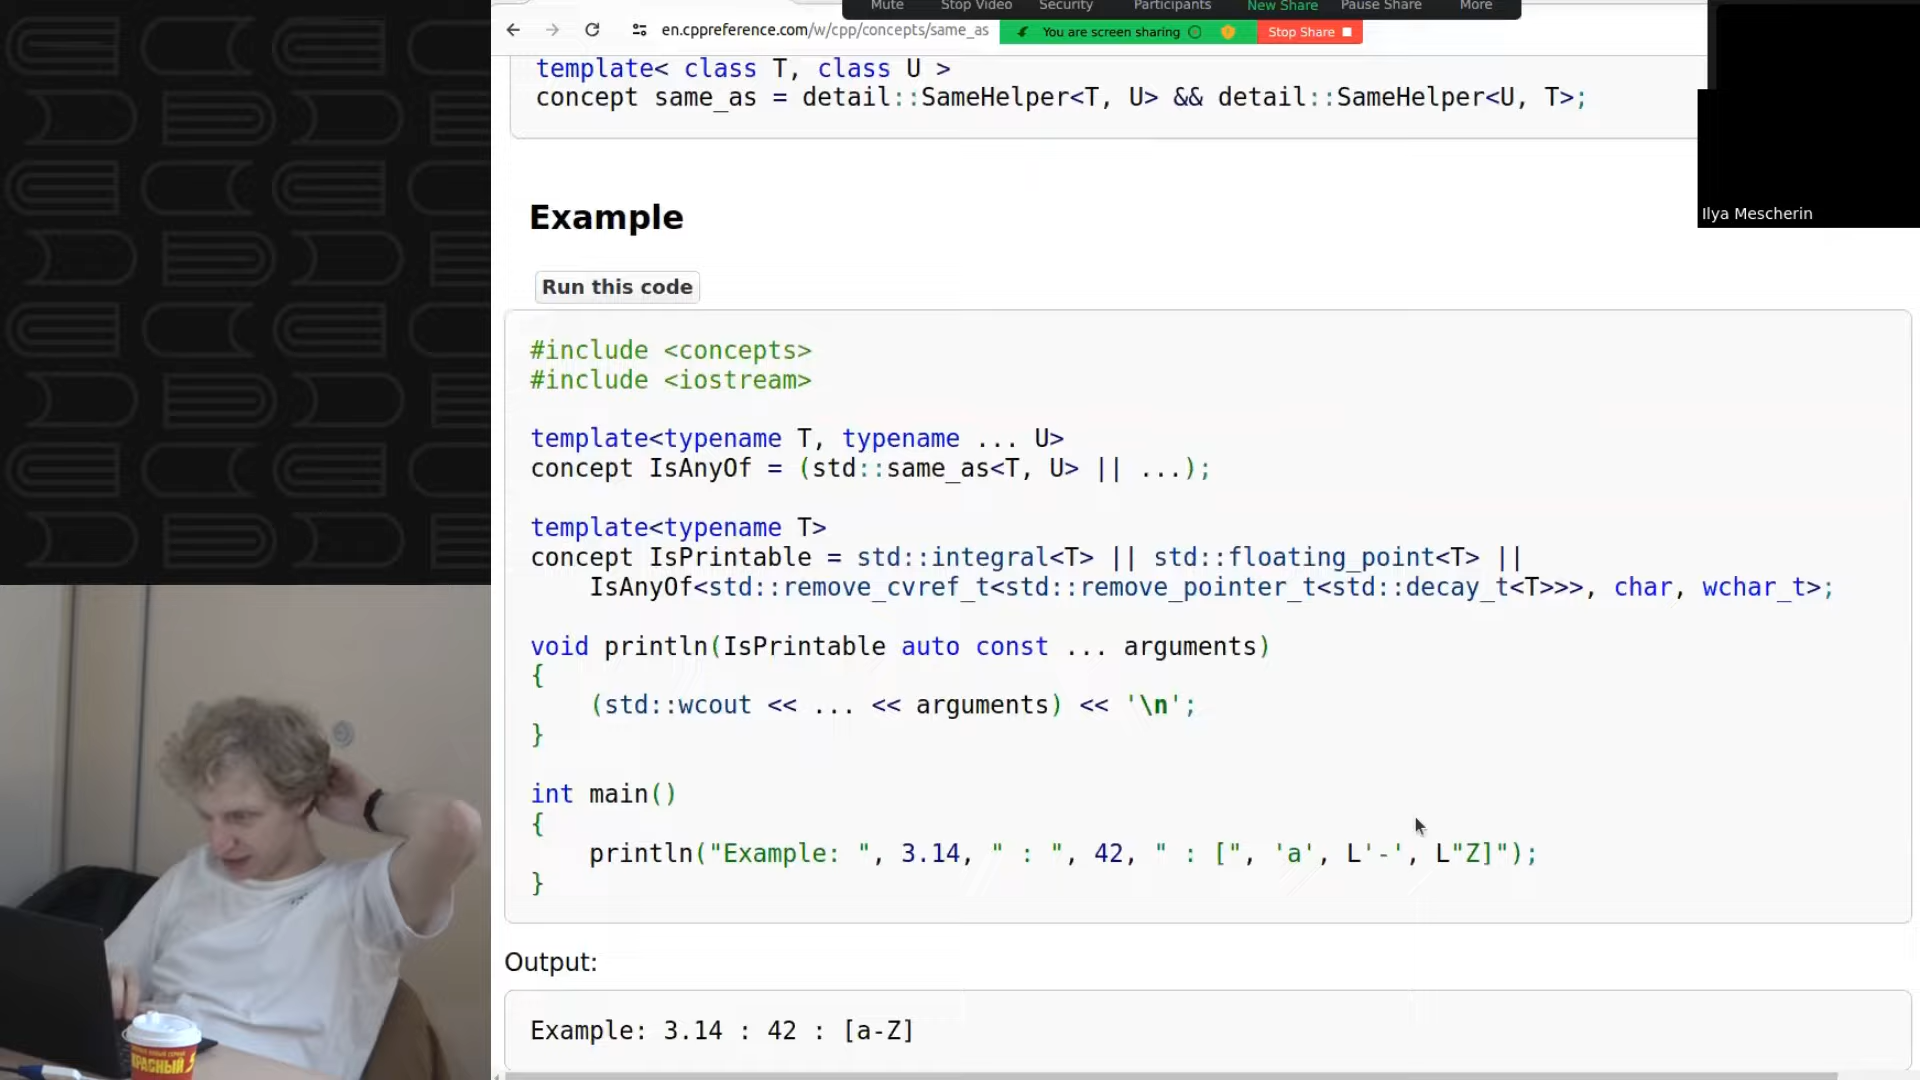 Mute Stop Video Security Participants New Share Pause Share More
en.cppreference.com/w/cpp/concepts/same_as
You are screen sharing
Stop Share
template< class T, class U >
concept same_as = detail::SameHelper<T, U> && detail::SameHelper<U, T>;
Ilya Mescherin
Example
Run this code
#include <concepts>
#include <iostream>
template<typename T, typename ... U>
concept IsAnyOf = (std::same_as<T, U> || ...);
template<typename T>
concept IsPrintable = std::integral<T> || std::floating_point<T> ||
    IsAnyOf<std::remove_cvref_t<std::remove_pointer_t<std::decay_t<T>>>, char, wchar_t>;
void println(IsPrintable auto const ... arguments)
{
    (std::wcout << ... << arguments) << '\n';
}
int main()
{
    println("Example: ", 3.14, " : ", 42, " : [", 'a', L'-', L"Z]");
}
Output:
Example: 3.14 : 42 : [a-Z]
КРАСНЫЙ